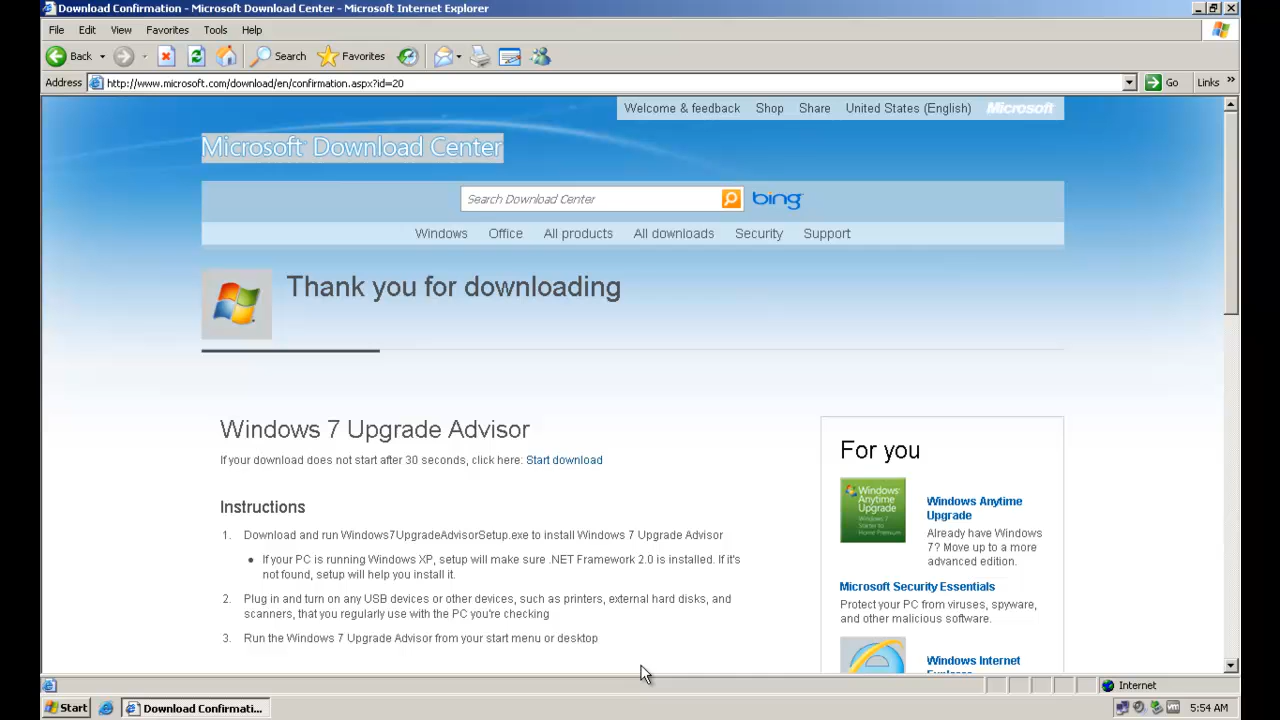 Download Confirmation - Microsoft Download Center - Microsoft Internet Explorer
File Edit View Favorites Tools Help
Back Search Favorites
Address http://www.microsoft.com/download/en/confirmation.aspx?id=20 Go Links »
Welcome & feedback Shop Share United States (English) Microsoft
Microsoft Download Center
Search Download Center bing
Windows Office All products All downloads Security Support
Thank you for downloading
Windows 7 Upgrade Advisor
If your download does not start after 30 seconds, click here: Start download
Instructions
1. Download and run Windows7UpgradeAdvisorSetup.exe to install Windows 7 Upgrade Advisor
• If your PC is running Windows XP, setup will make sure .NET Framework 2.0 is installed. If it's
not found, setup will help you install it.
2. Plug in and turn on any USB devices or other devices, such as printers, external hard disks, and
scanners, that you regularly use with the PC you're checking
3. Run the Windows 7 Upgrade Advisor from your start menu or desktop
For you
Windows Anytime Upgrade
Windows 7
Starter to
Home Premium
Windows Anytime
Upgrade
Already have Windows
7? Move up to a more
advanced edition.
Microsoft Security Essentials
Protect your PC from viruses, spyware,
and other malicious software.
Windows Internet
Internet
Start Download Confirmati... 5:54 AM